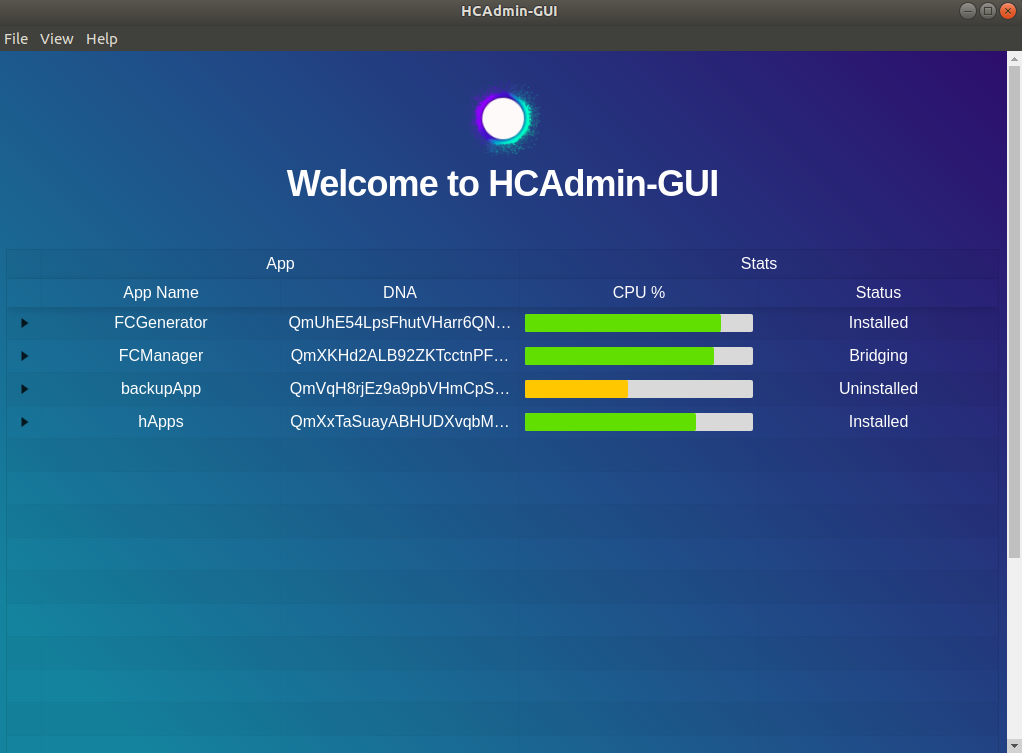 HCAdmin-GUI
File View Help
Welcome to HCAdmin-GUI
App Stats
App Name DNA CPU % Status
FCGenerator QmUhE54LpsFhutVHarr6QN… Installed
FCManager QmXKHd2ALB92ZKTcctnPF… Bridging
backupApp QmVqH8rjEz9a9pbVHmCpS… Uninstalled
hApps QmXxTaSuayABHUDXvqbM… Installed